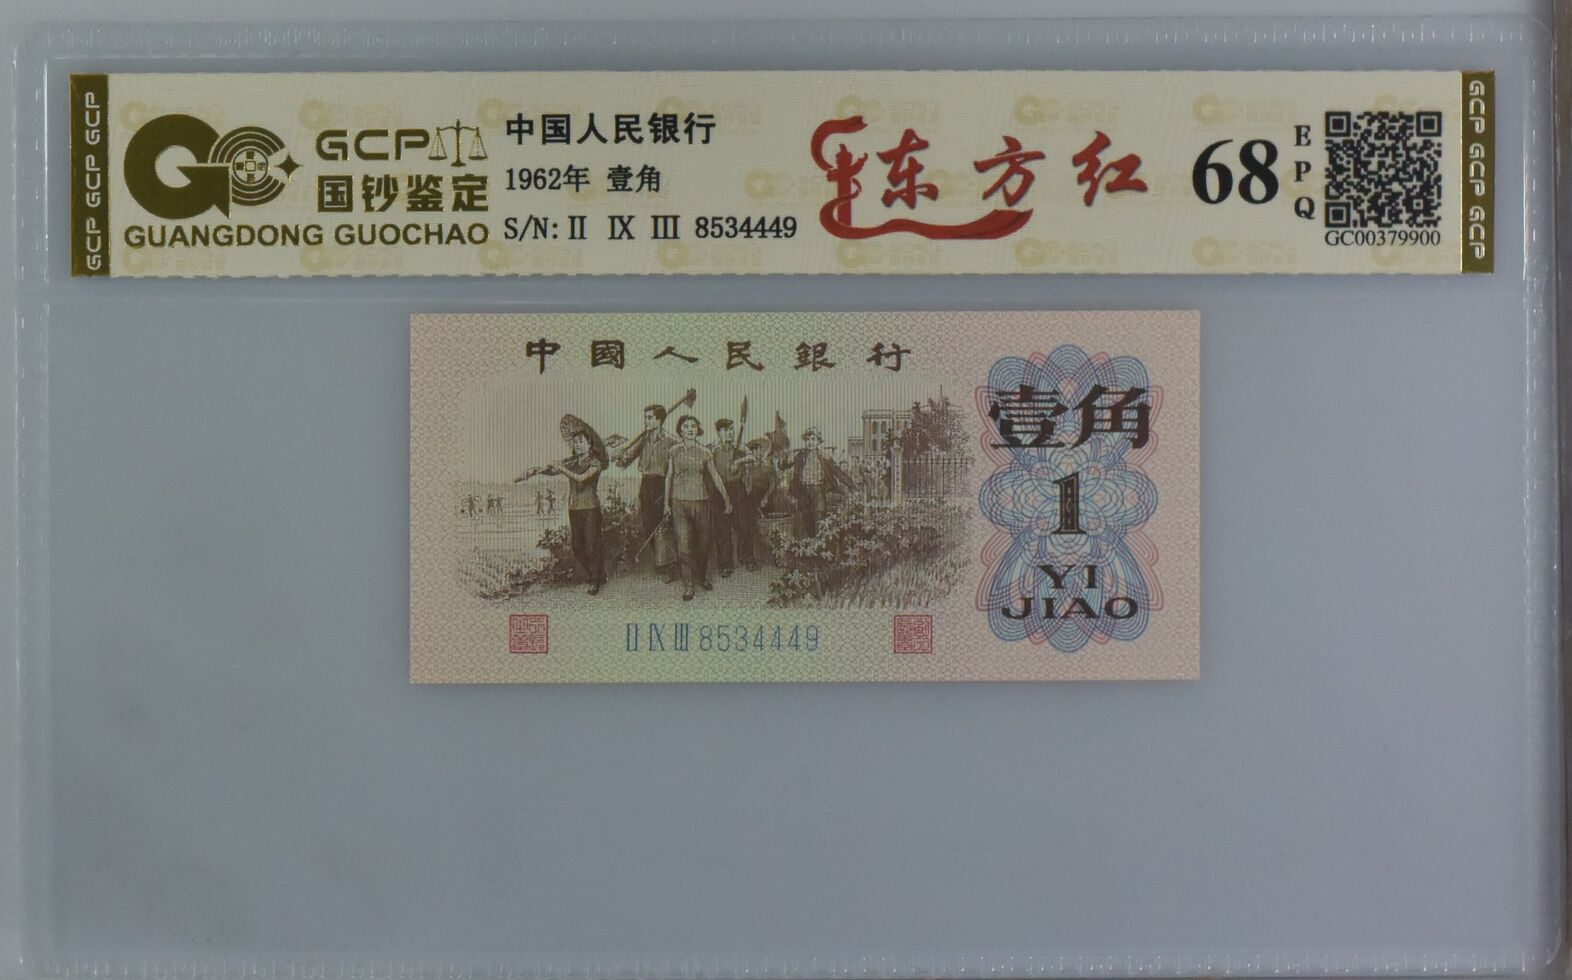 GCP GCP GCP
GCP
国钞鉴定
GUANGDONG GUOCHAO
中国人民银行
1962年 壹角
S/N: II IX III 8534449
东方红
68
EPQ
GC00379900
GCP GCP GCP
中國人民銀行
壹角
1
YI
JIAO
II IX III 8534449